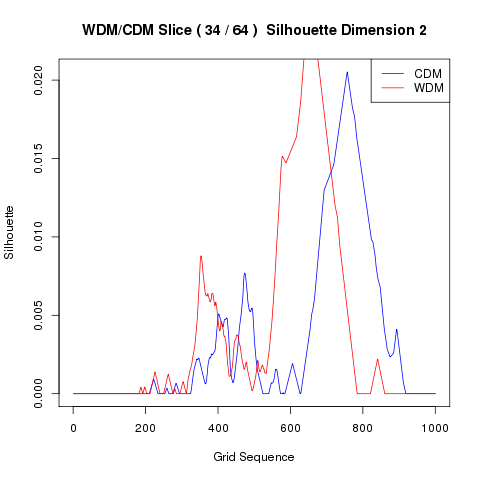 WDM/CDM Slice ( 34 / 64 )  Silhouette Dimension 2
CDM
WDM
Silhouette
0.020
0.015
0.010
0.005
0.000
0 200 400 600 800 1000
Grid Sequence